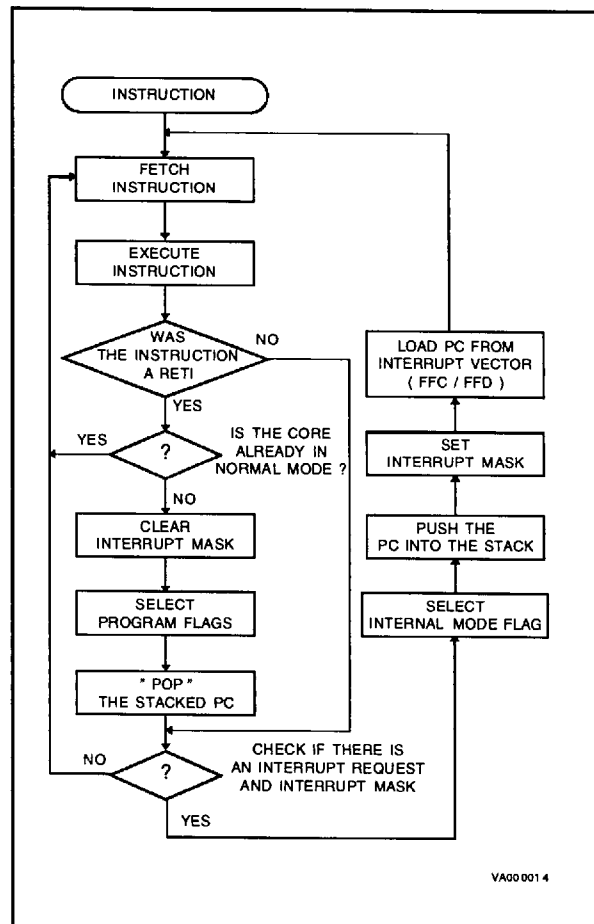 INSTRUCTION
FETCH
INSTRUCTION
EXECUTE
INSTRUCTION
WAS
THE INSTRUCTION
A RETI
NO
YES
YES
?
IS THE CORE
ALREADY IN
NORMAL MODE ?
NO
CLEAR
INTERRUPT MASK
SELECT
PROGRAM FLAGS
" POP "
THE STACKED PC
NO
?
CHECK IF THERE IS
AN INTERRUPT REQUEST
AND INTERRUPT MASK
YES
LOAD PC FROM
INTERRUPT VECTOR
( FFC / FFD )
SET
INTERRUPT MASK
PUSH THE
PC INTO THE STACK
SELECT
INTERNAL MODE FLAG
VA000014